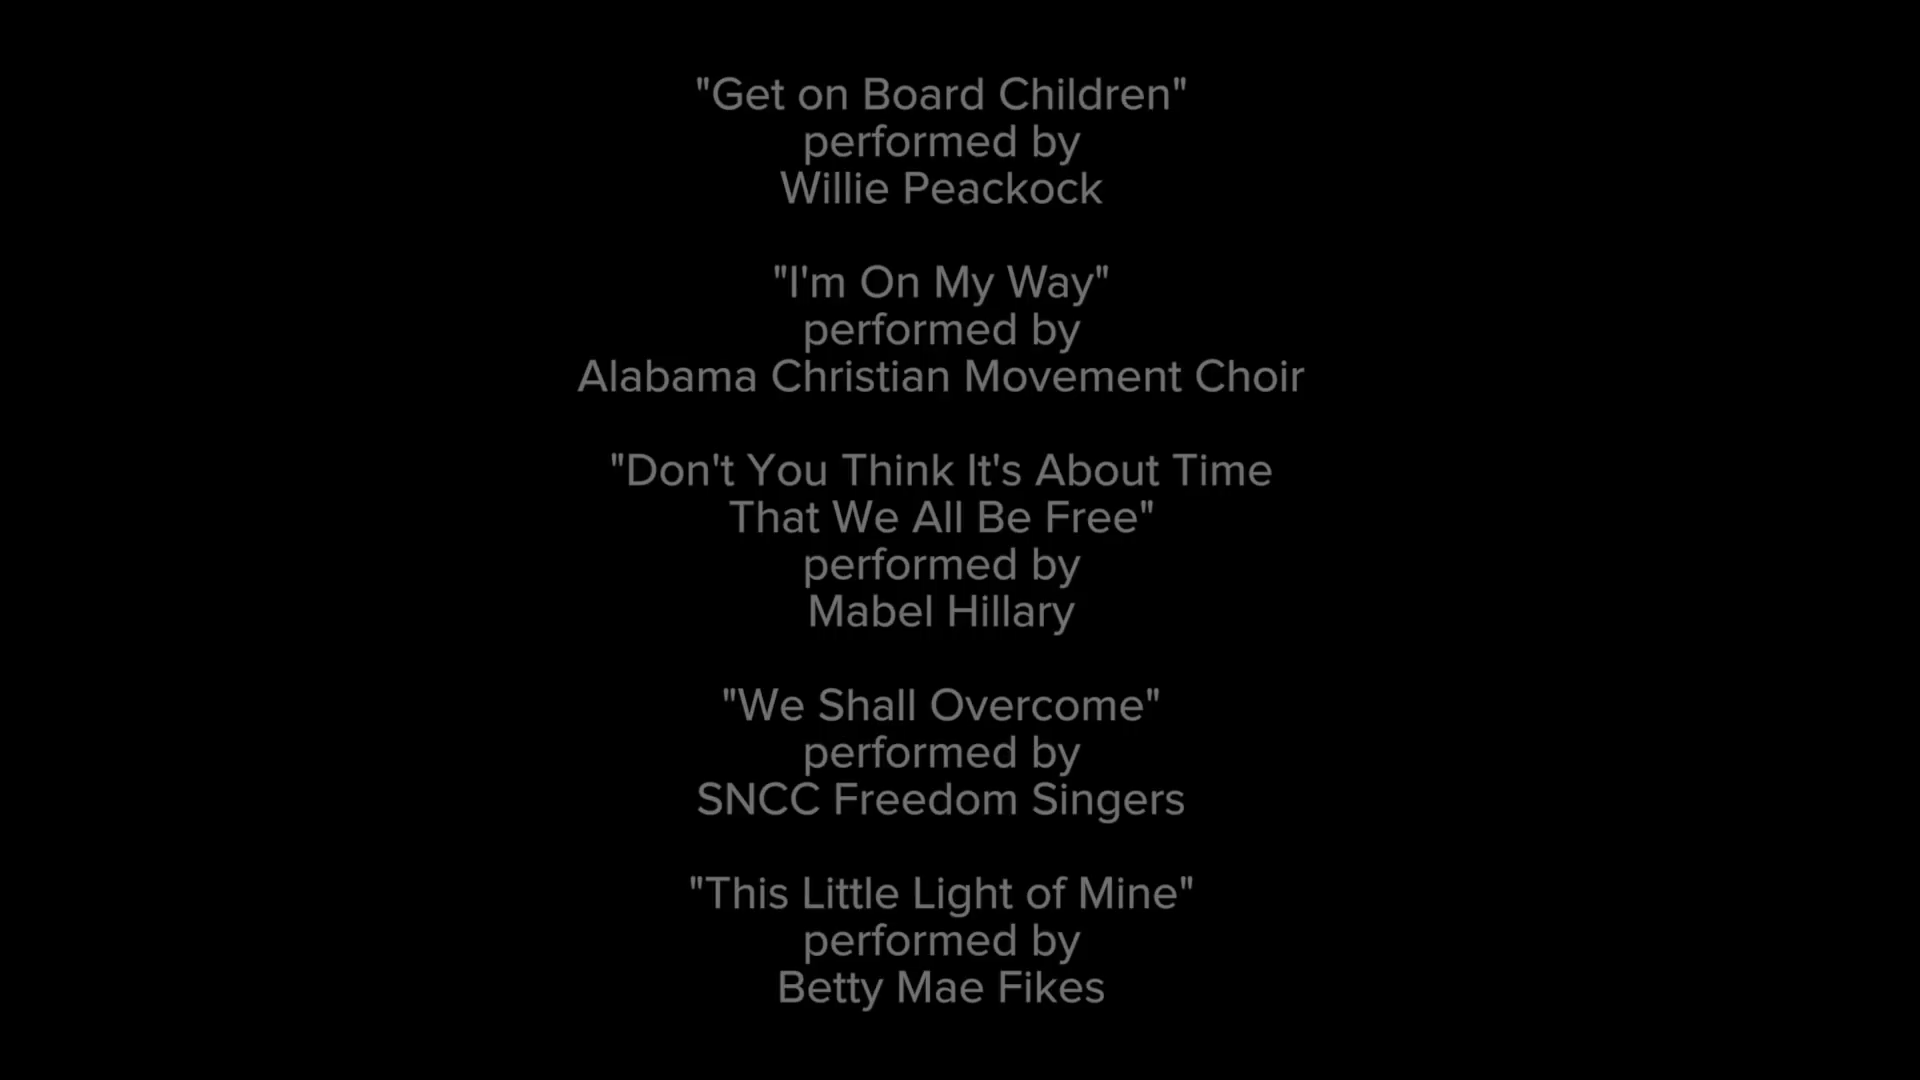 "Get on Board Children"
performed by
Willie Peackock
"I'm On My Way"
performed by
Alabama Christian Movement Choir
"Don't You Think It's About Time
That We All Be Free"
performed by
Mabel Hillary
"We Shall Overcome"
performed by
SNCC Freedom Singers
"This Little Light of Mine"
performed by
Betty Mae Fikes